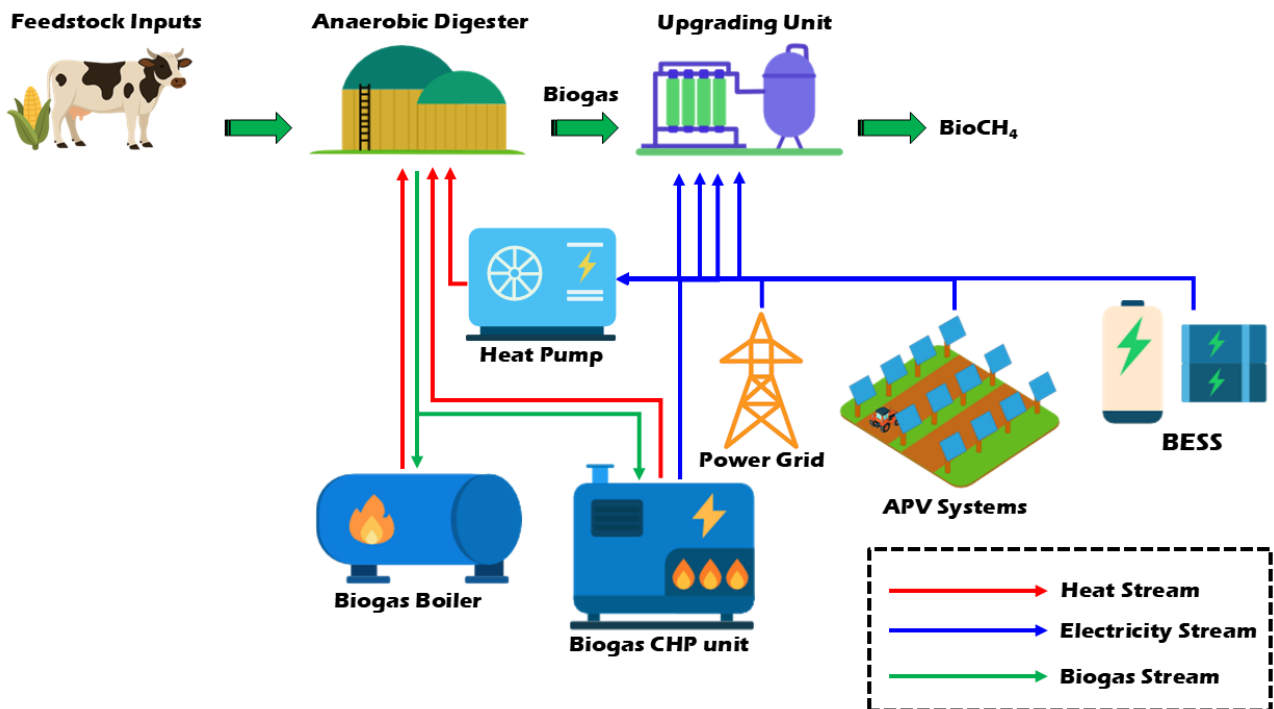 Feedstock Inputs
Anaerobic Digester
Upgrading Unit
Biogas
BioCH₄
Heat Pump
Power Grid
BESS
APV Systems
Biogas Boiler
Biogas CHP unit
Heat Stream
Electricity Stream
Biogas Stream